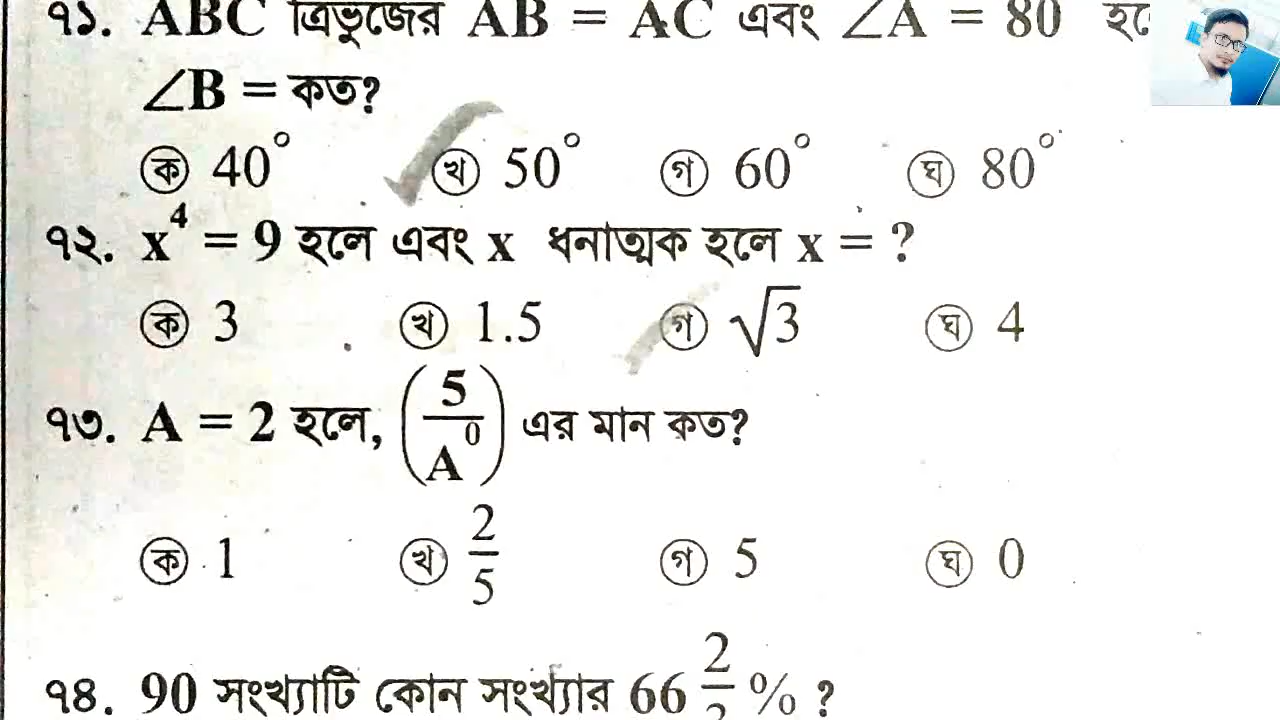 ৭১. ABC ত্রিভুজের AB = AC এবং ∠A = 80
∠B = কত?
ক 40° খ 50° গ 60° ঘ 80°
৭২. x⁴ = 9 হলে এবং x ধনাত্মক হলে x = ?
ক 3 খ 1.5 গ √3 ঘ 4
৭৩. A = 2 হলে, (5/A⁰) এর মান কত?
ক 1 খ 2/5 গ 5 ঘ 0
৭৪. 90 সংখ্যাটি কোন সংখ্যার 66 2/ % ?